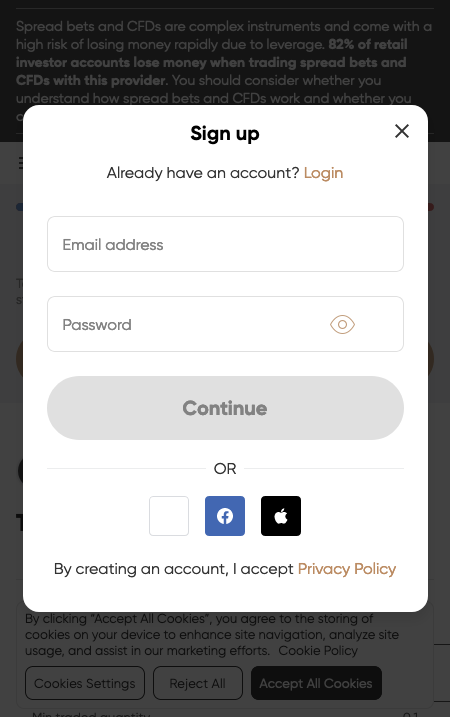 Spread bets and CFDs are complex instruments and come with a
high risk of losing money rapidly due to leverage. 82% of retail
investor accounts lose money when trading spread bets and
CFDs with this provider. You should consider whether you
understand how spread bets and CFDs work and whether you
Sign up
Already have an account? Login
Email address
Password
Continue
OR
By creating an account, I accept Privacy Policy
By clicking “Accept All Cookies”, you agree to the storing of
cookies on your device to enhance site navigation, analyze site
usage, and assist in our marketing efforts. Cookie Policy
Cookies Settings Reject All Accept All Cookies
Min traded quantity 0.1